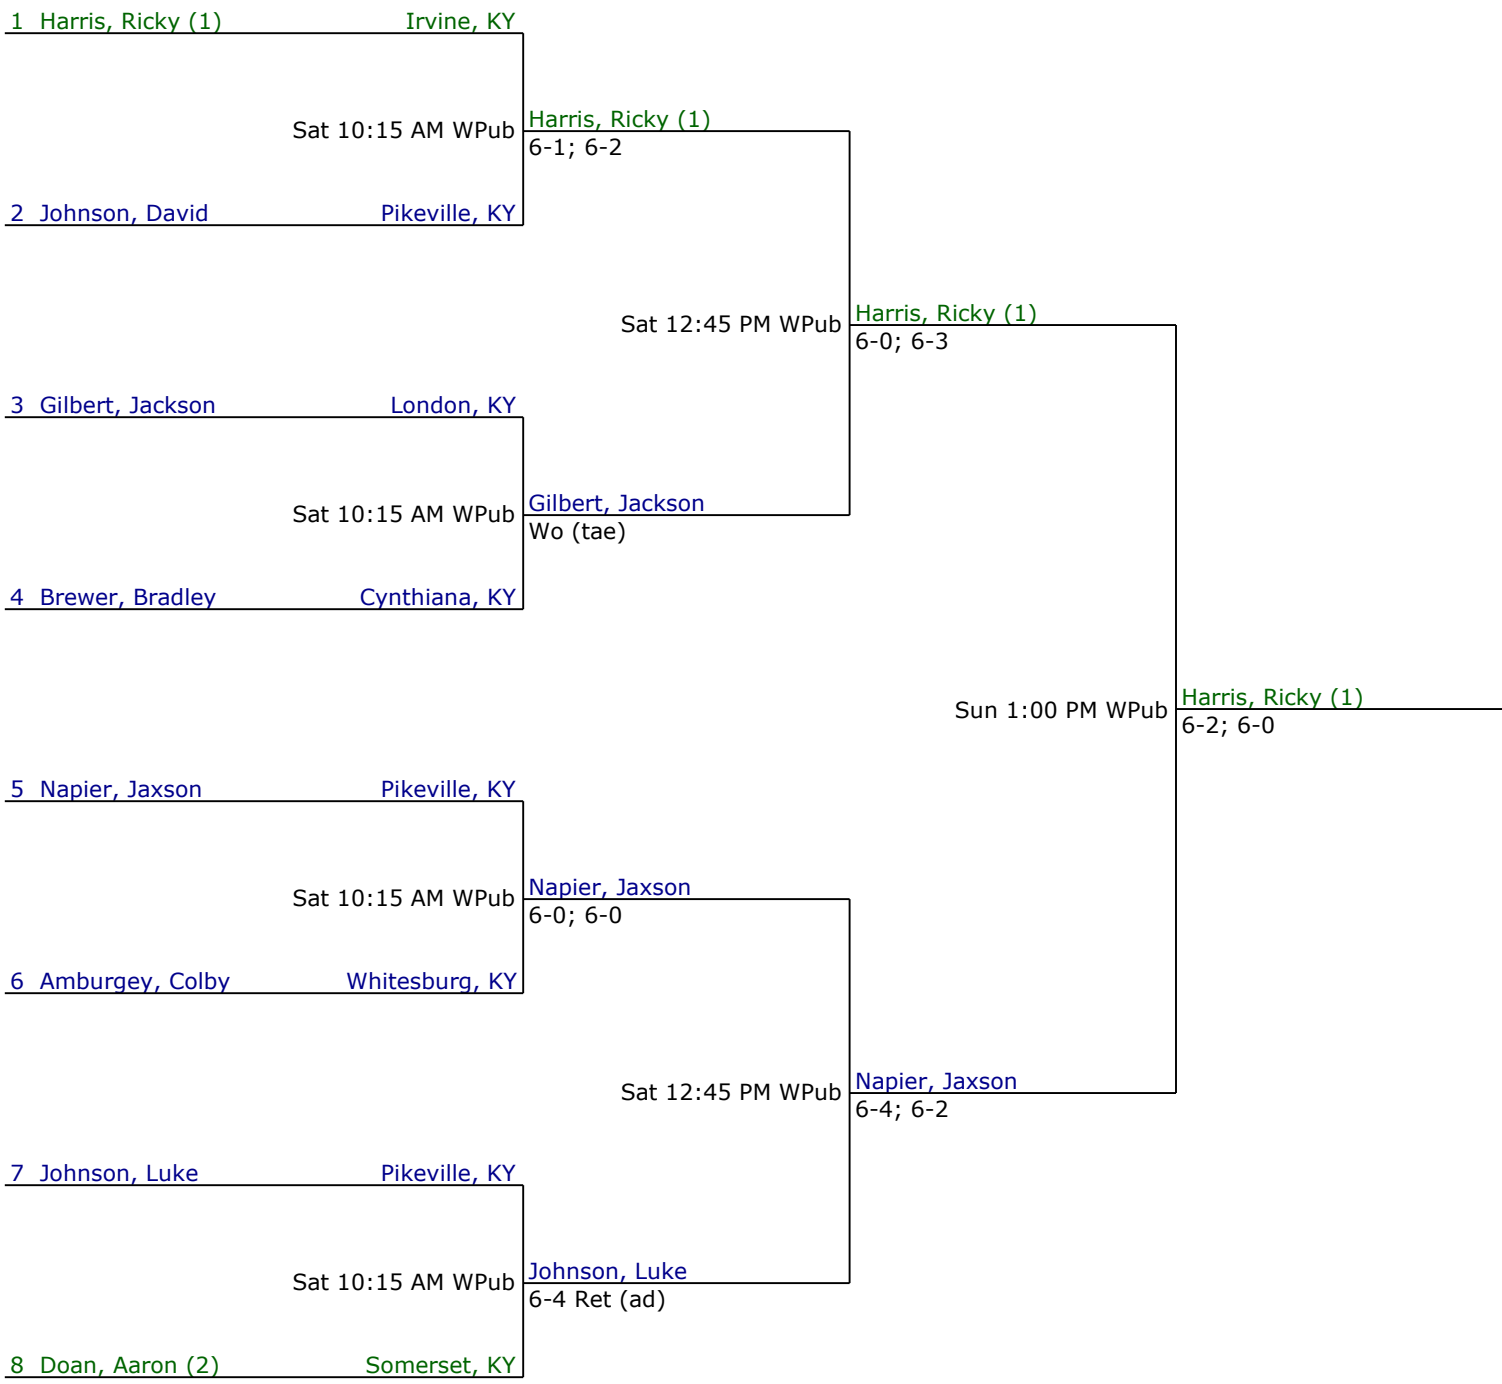 1 Harris, Ricky (1) Irvine, KY
Sat 10:15 AM WPub Harris, Ricky (1)
6-1; 6-2
2 Johnson, David Pikeville, KY
Sat 12:45 PM WPub Harris, Ricky (1)
6-0; 6-3
3 Gilbert, Jackson London, KY
Sat 10:15 AM WPub Gilbert, Jackson
Wo (tae)
4 Brewer, Bradley Cynthiana, KY
Sun 1:00 PM WPub Harris, Ricky (1)
6-2; 6-0
5 Napier, Jaxson Pikeville, KY
Sat 10:15 AM WPub Napier, Jaxson
6-0; 6-0
6 Amburgey, Colby Whitesburg, KY
Sat 12:45 PM WPub Napier, Jaxson
6-4; 6-2
7 Johnson, Luke Pikeville, KY
Sat 10:15 AM WPub Johnson, Luke
6-4 Ret (ad)
8 Doan, Aaron (2) Somerset, KY